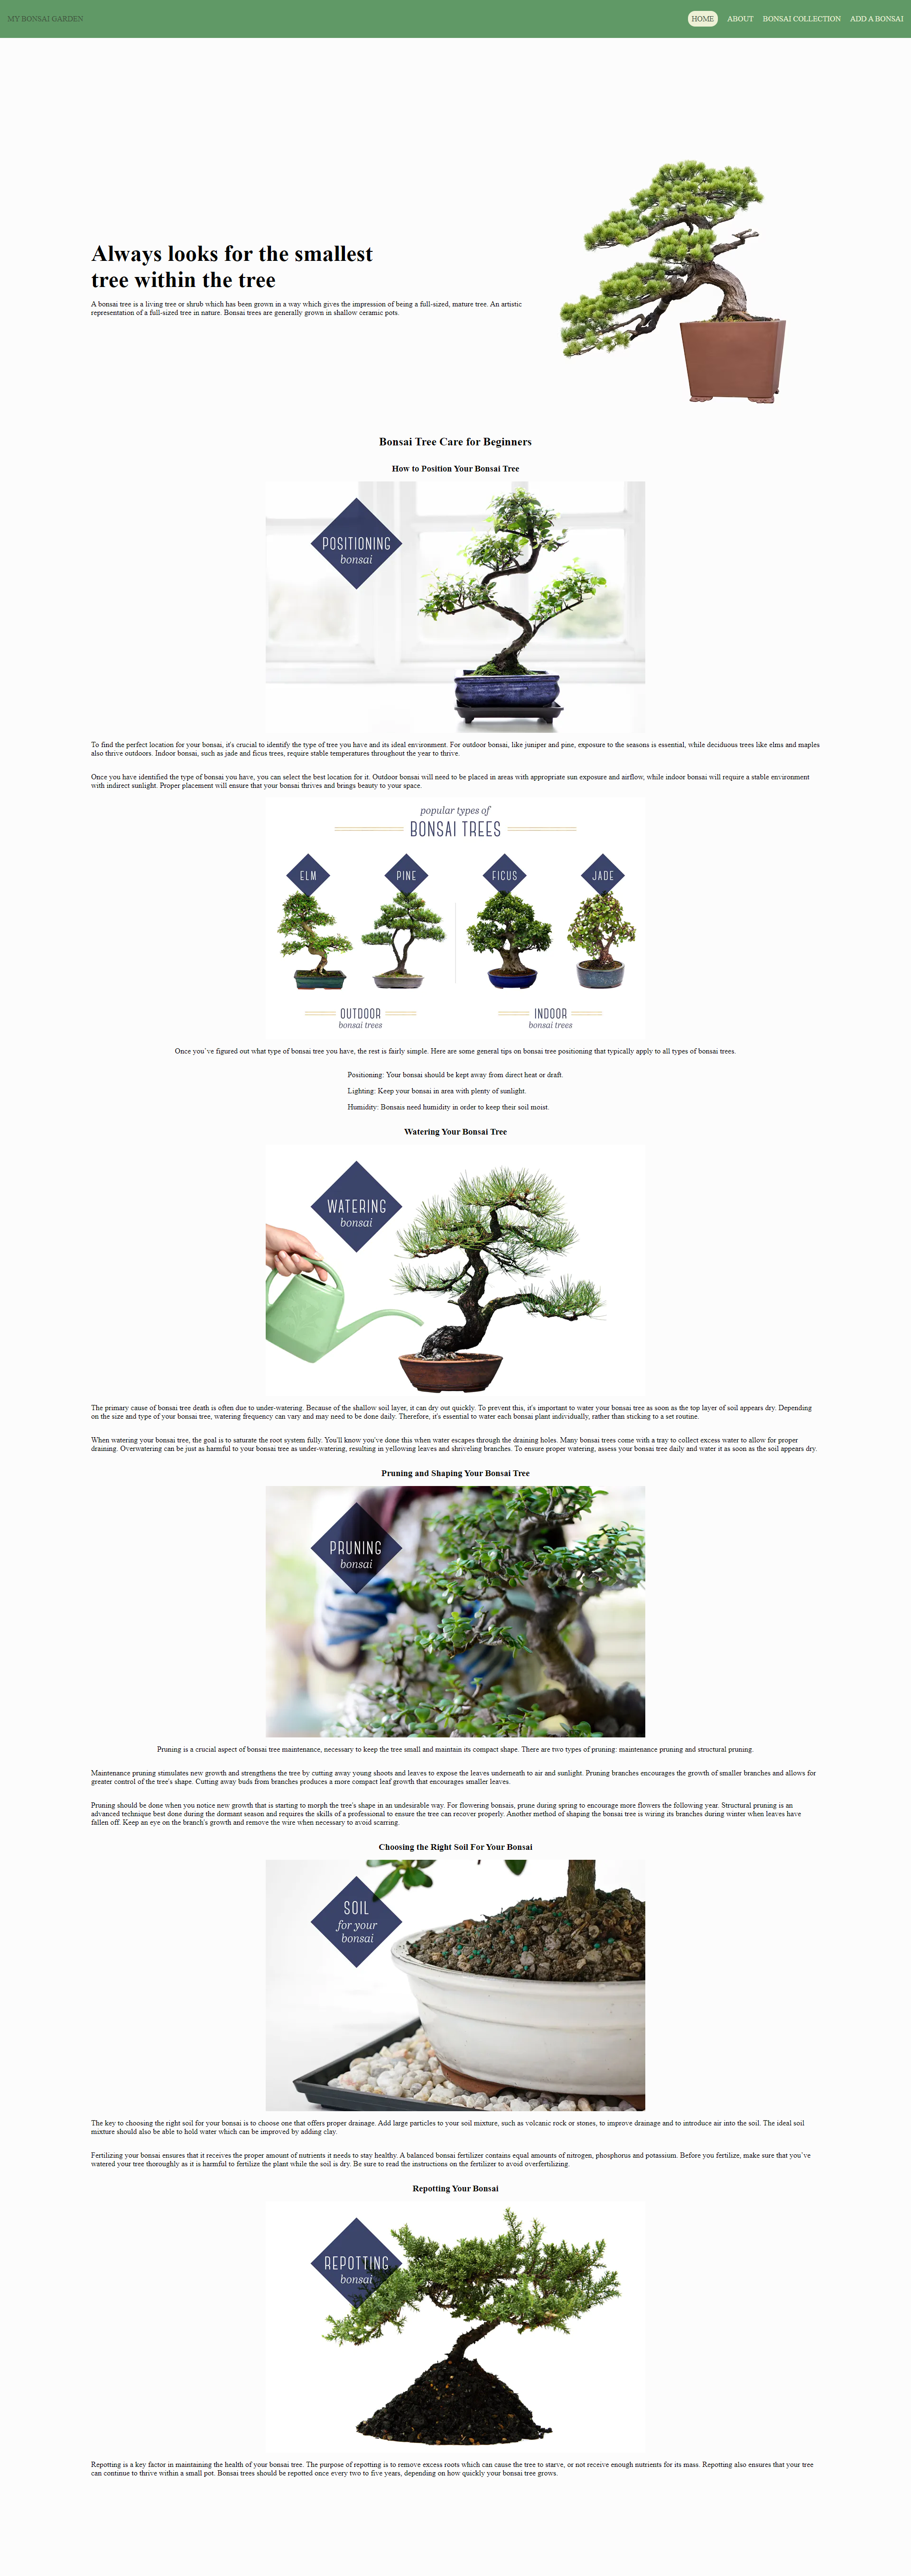 MY BONSAI GARDEN
HOME ABOUT BONSAI COLLECTION ADD A BONSAI
Always looks for the smallest
tree within the tree
A bonsai tree is a living tree or shrub which has been grown in a way which gives the impression of being a full-sized, mature tree. An artistic
representation of a full-sized tree in nature. Bonsai trees are generally grown in shallow ceramic pots.
Bonsai Tree Care for Beginners
How to Position Your Bonsai Tree
POSITIONING
bonsai
To find the perfect location for your bonsai, it's crucial to identify the type of tree you have and its ideal environment. For outdoor bonsai, like juniper and pine, exposure to the seasons is essential, while deciduous trees like elms and maples
also thrive outdoors. Indoor bonsai, such as jade and ficus trees, require stable temperatures throughout the year to thrive.
Once you have identified the type of bonsai you have, you can select the best location for it. Outdoor bonsai will need to be placed in areas with appropriate sun exposure and airflow, while indoor bonsai will require a stable environment
with indirect sunlight. Proper placement will ensure that your bonsai thrives and brings beauty to your space.
popular types of
BONSAI TREES
ELM PINE FICUS JADE
OUTDOOR
bonsai trees
INDOOR
bonsai trees
Once you've figured out what type of bonsai tree you have, the rest is fairly simple. Here are some general tips on bonsai tree positioning that typically apply to all types of bonsai trees.
Positioning: Your bonsai should be kept away from direct heat or draft.
Lighting: Keep your bonsai in area with plenty of sunlight.
Humidity: Bonsais need humidity in order to keep their soil moist.
Watering Your Bonsai Tree
WATERING
bonsai
The primary cause of bonsai tree death is often due to under-watering. Because of the shallow soil layer, it can dry out quickly. To prevent this, it's important to water your bonsai tree as soon as the top layer of soil appears dry. Depending
on the size and type of your bonsai tree, watering frequency can vary and may need to be done daily. Therefore, it's essential to water each bonsai plant individually, rather than sticking to a set routine.
When watering your bonsai tree, the goal is to saturate the root system fully. You'll know you've done this when water escapes through the draining holes. Many bonsai trees come with a tray to collect excess water to allow for proper
draining. Overwatering can be just as harmful to your bonsai tree as under-watering, resulting in yellowing leaves and shriveling branches. To ensure proper watering, assess your bonsai tree daily and water it as soon as the soil appears dry.
Pruning and Shaping Your Bonsai Tree
PRUNING
bonsai
Pruning is a crucial aspect of bonsai tree maintenance, necessary to keep the tree small and maintain its compact shape. There are two types of pruning: maintenance pruning and structural pruning.
Maintenance pruning stimulates new growth and strengthens the tree by cutting away young shoots and leaves to expose the leaves underneath to air and sunlight. Pruning branches encourages the growth of smaller branches and allows for
greater control of the tree's shape. Cutting away buds from branches produces a more compact leaf growth that encourages smaller leaves.
Pruning should be done when you notice new growth that is starting to morph the tree's shape in an undesirable way. For flowering bonsais, prune during spring to encourage more flowers the following year. Structural pruning is an
advanced technique best done during the dormant season and requires the skills of a professional to ensure the tree can recover properly. Another method of shaping the bonsai tree is wiring its branches during winter when leaves have
fallen off. Keep an eye on the branch's growth and remove the wire when necessary to avoid scarring.
Choosing the Right Soil For Your Bonsai
SOIL
for your
bonsai
The key to choosing the right soil for your bonsai is to choose one that offers proper drainage. Add large particles to your soil mixture, such as volcanic rock or stones, to improve drainage and to introduce air into the soil. The ideal soil
mixture should also be able to hold water which can be improved by adding clay.
Fertilizing your bonsai ensures that it receives the proper amount of nutrients it needs to stay healthy. A balanced bonsai fertilizer contains equal amounts of nitrogen, phosphorus and potassium. Before you fertilize, make sure that you've
watered your tree thoroughly as it is harmful to fertilize the plant while the soil is dry. Be sure to read the instructions on the fertilizer to avoid overfertilizing.
Repotting Your Bonsai
REPOTTING
bonsai
Repotting is a key factor in maintaining the health of your bonsai tree. The purpose of repotting is to remove excess roots which can cause the tree to starve, or not receive enough nutrients for its mass. Repotting also ensures that your tree
can continue to thrive within a small pot. Bonsai trees should be repotted once every two to five years, depending on how quickly your bonsai tree grows.